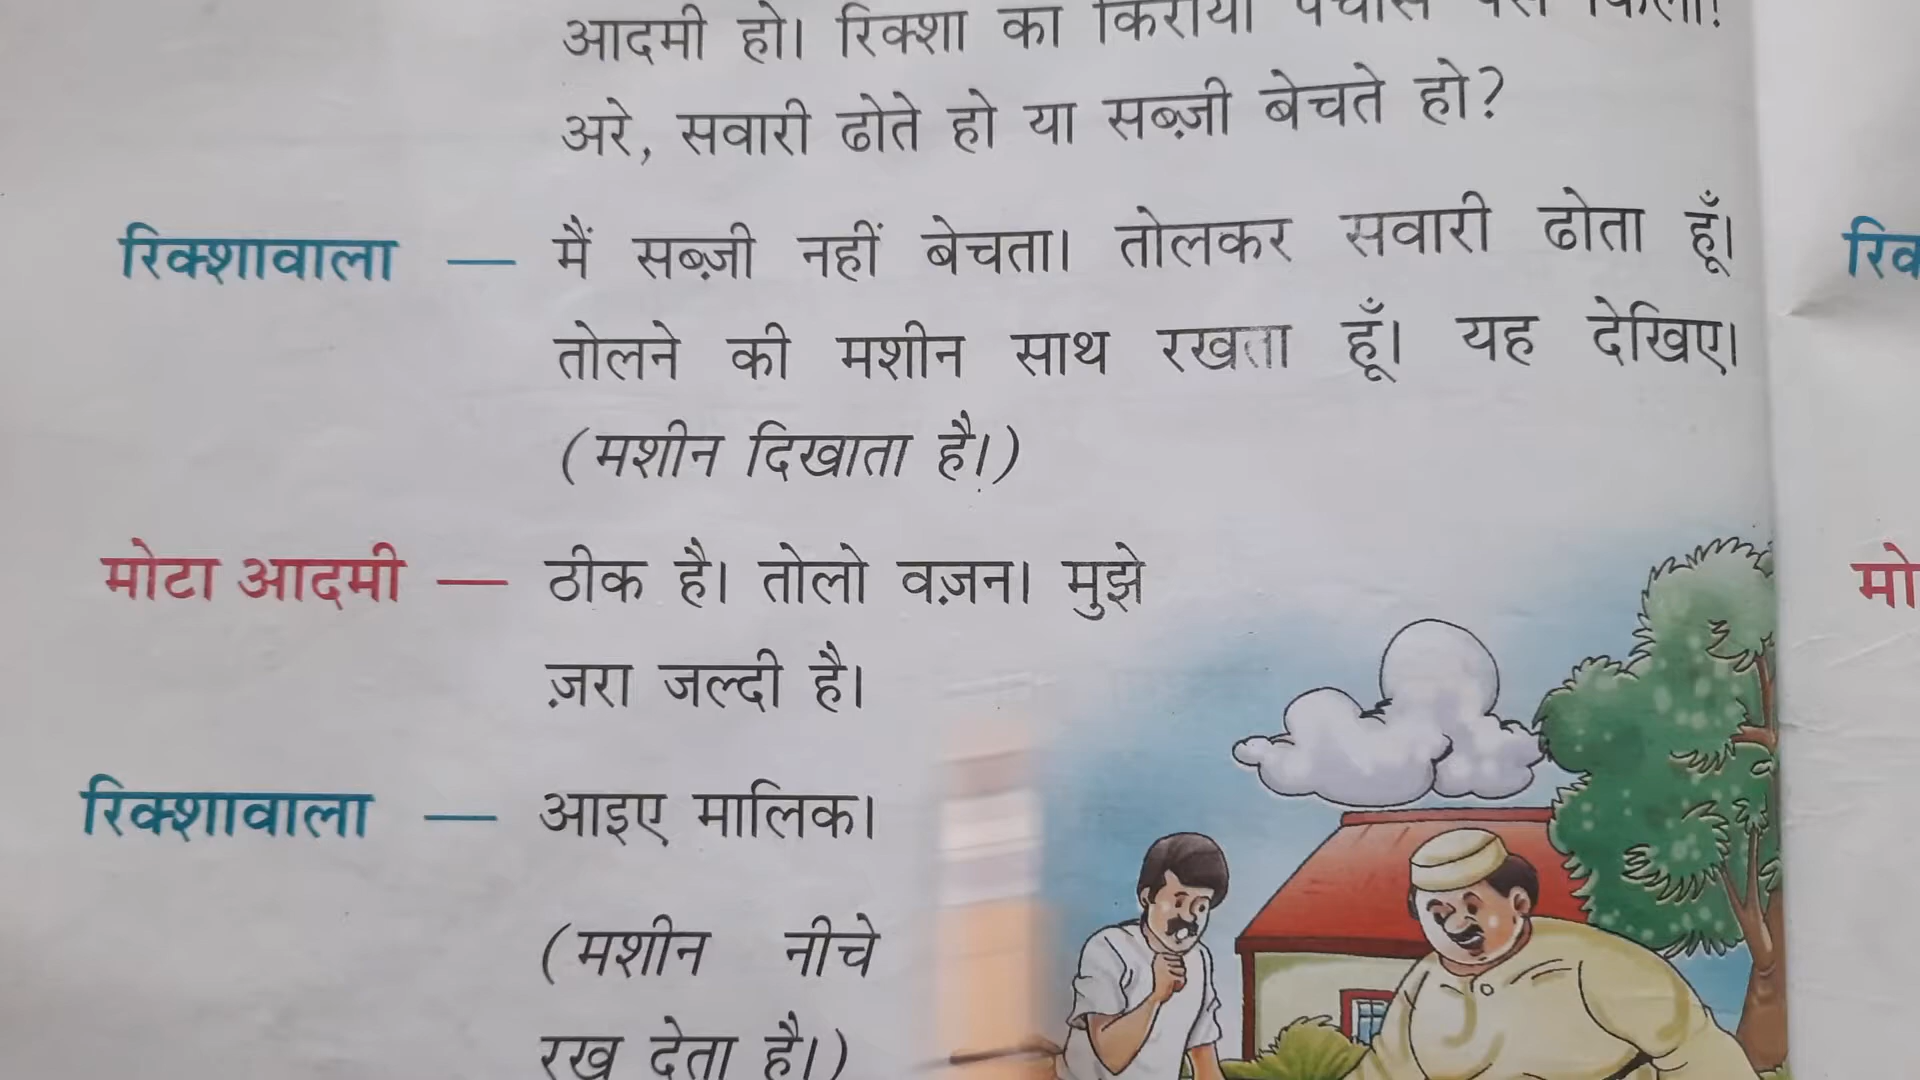 आदमी हो। रिक्शा का किराया पचास पैसे किलो!
अरे, सवारी ढोते हो या सब्ज़ी बेचते हो?
रिक्शावाला — मैं सब्ज़ी नहीं बेचता। तोलकर सवारी ढोता हूँ।
तोलने की मशीन साथ रखता हूँ। यह देखिए।
(मशीन दिखाता है।)
मोटा आदमी — ठीक है। तोलो वज़न। मुझे
ज़रा जल्दी है।
रिक्शावाला — आइए मालिक।
(मशीन नीचे
रख देता है।)